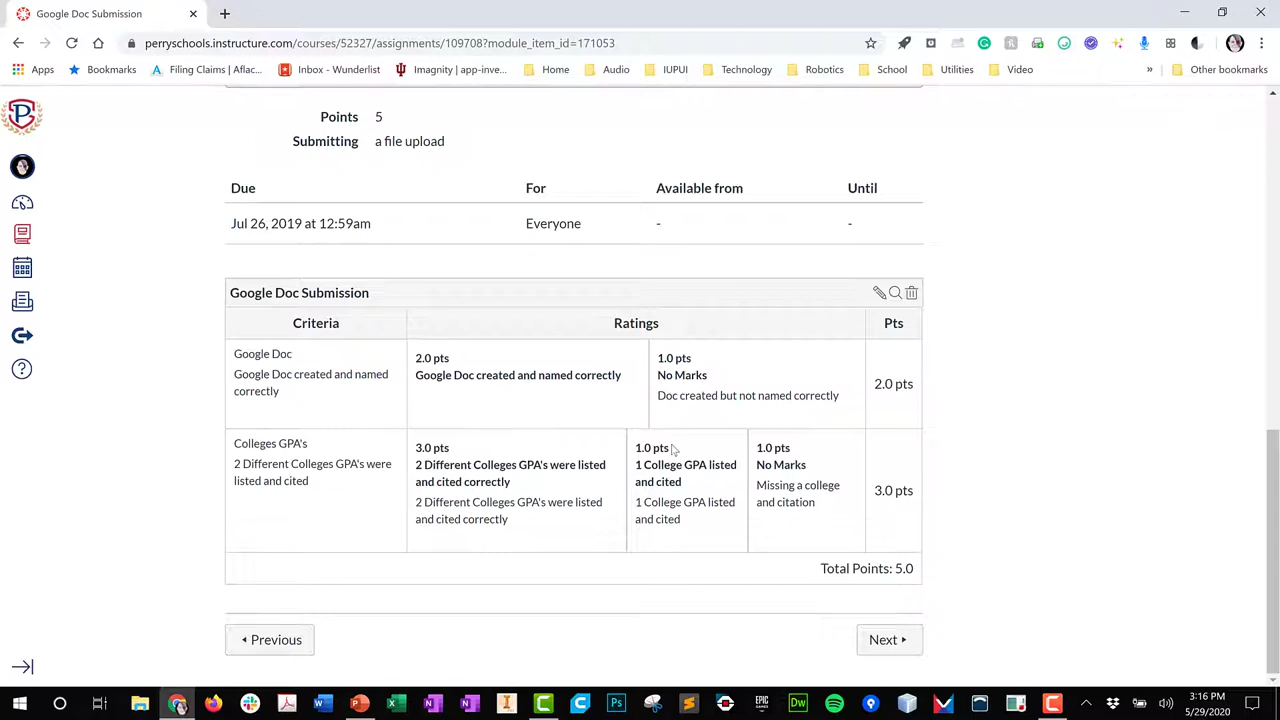 Google Doc Submission
perryschools.instructure.com/courses/52327/assignments/109708?module_item_id=171053
Apps Bookmarks Filing Claims (Aflac... Inbox - Wunderlist Imagnity | app-inve... Home Audio IUPUI Technology Robotics School Utilities Video » Other bookmarks
Points 5
Submitting a file upload
Due For Available from Until
Jul 26, 2019 at 12:59am Everyone - -
Google Doc Submission
Criteria Ratings Pts
Google Doc
Google Doc created and named
correctly
2.0 pts
Google Doc created and named correctly
1.0 pts
No Marks
Doc created but not named correctly
2.0 pts
Colleges GPA's
2 Different Colleges GPA's were
listed and cited
3.0 pts
2 Different Colleges GPA's were listed
and cited correctly
2 Different Colleges GPA's were listed
and cited correctly
1.0 pts
1 College GPA listed
and cited
1 College GPA listed
and cited
1.0 pts
No Marks
Missing a college
and citation
3.0 pts
Total Points: 5.0
Previous
Next
3:16 PM
5/29/2020